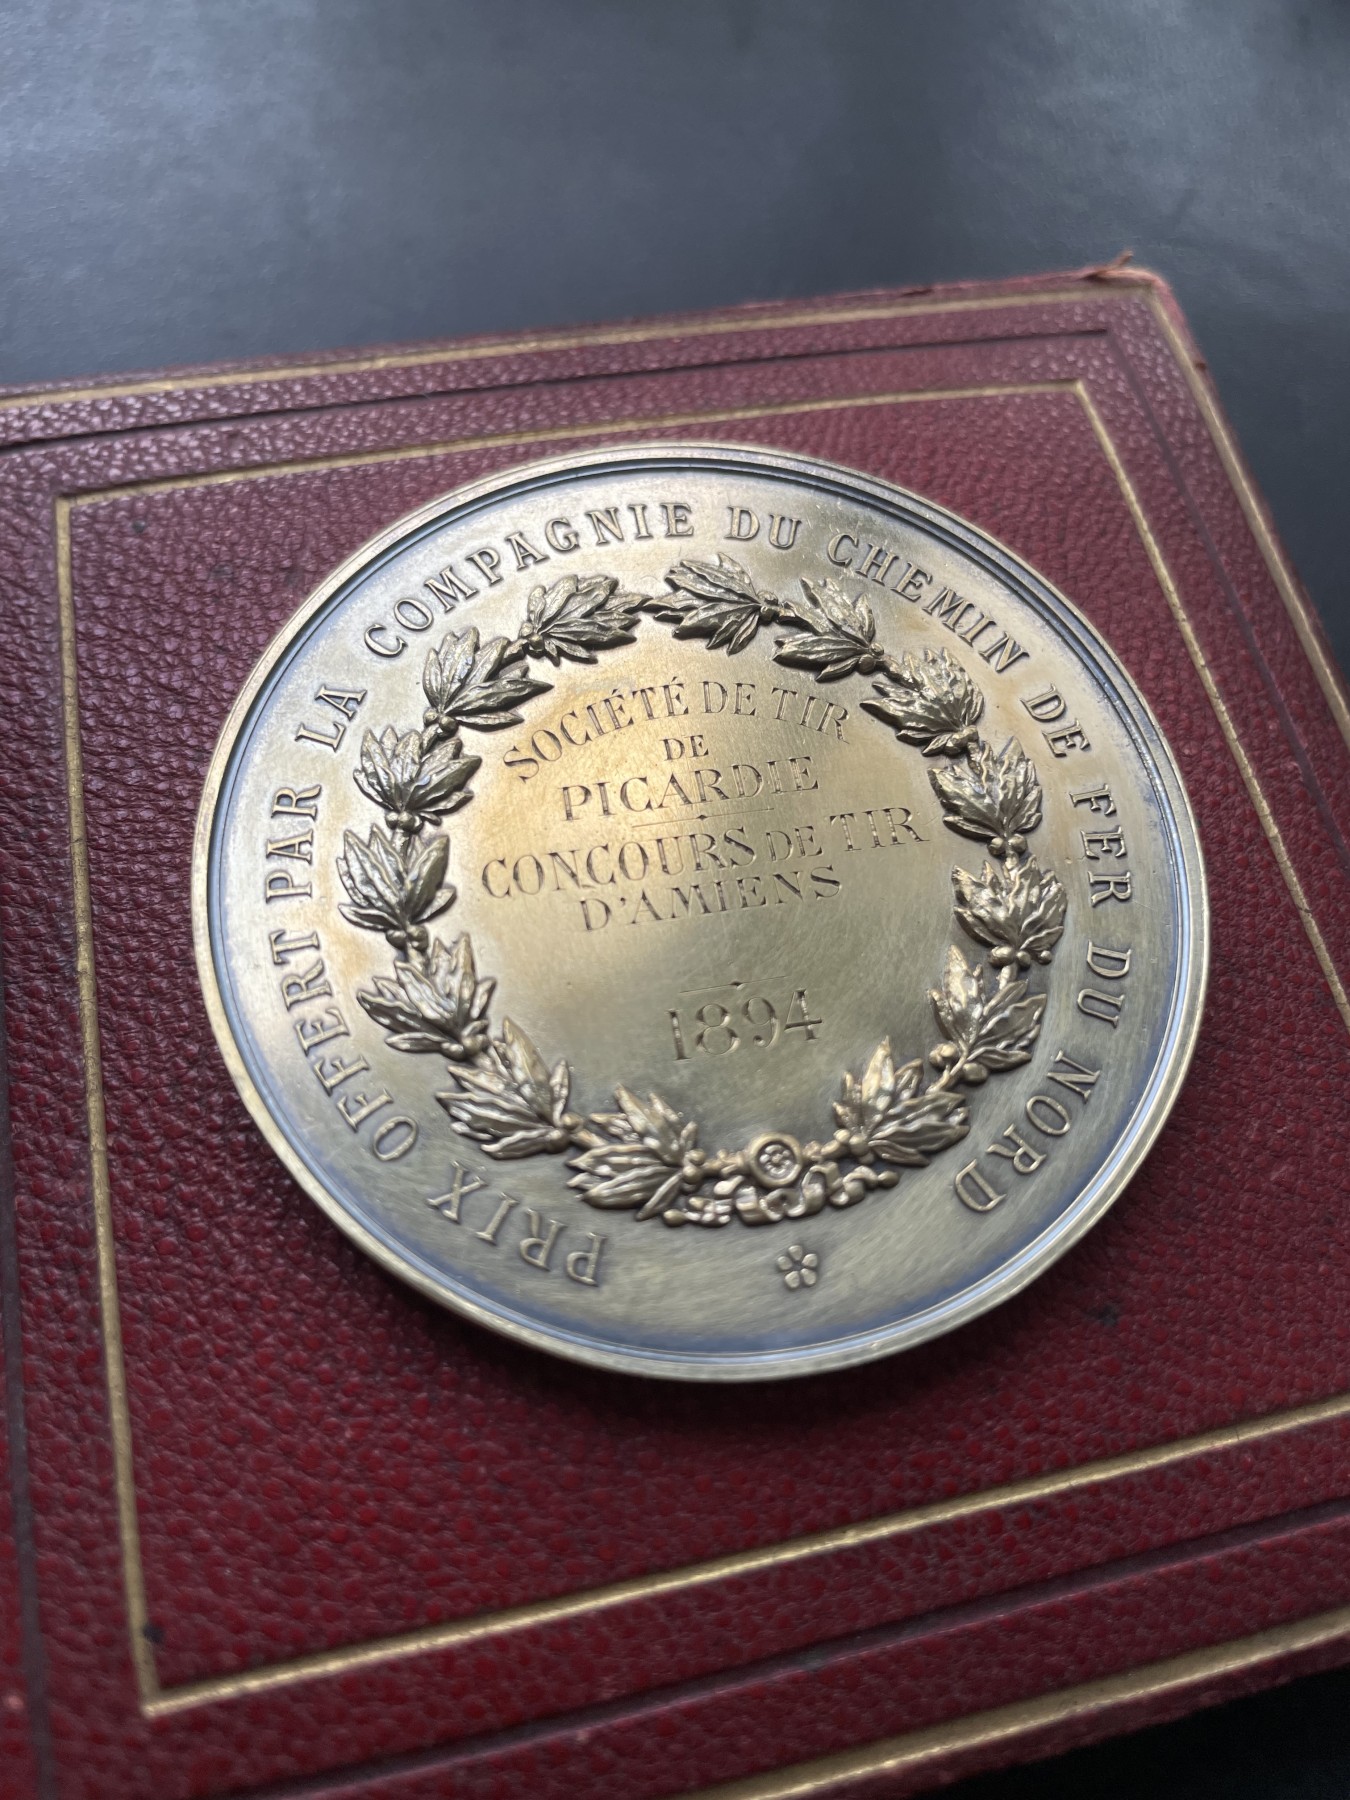 PRIX OFFERT PAR LA COMPAGNIE DU CHEMIN DE FER DU NORD
SOCIÉTÉ DE TIR
DE
PICARDIE
CONCOURS DE TIR
D'AMIENS
1894